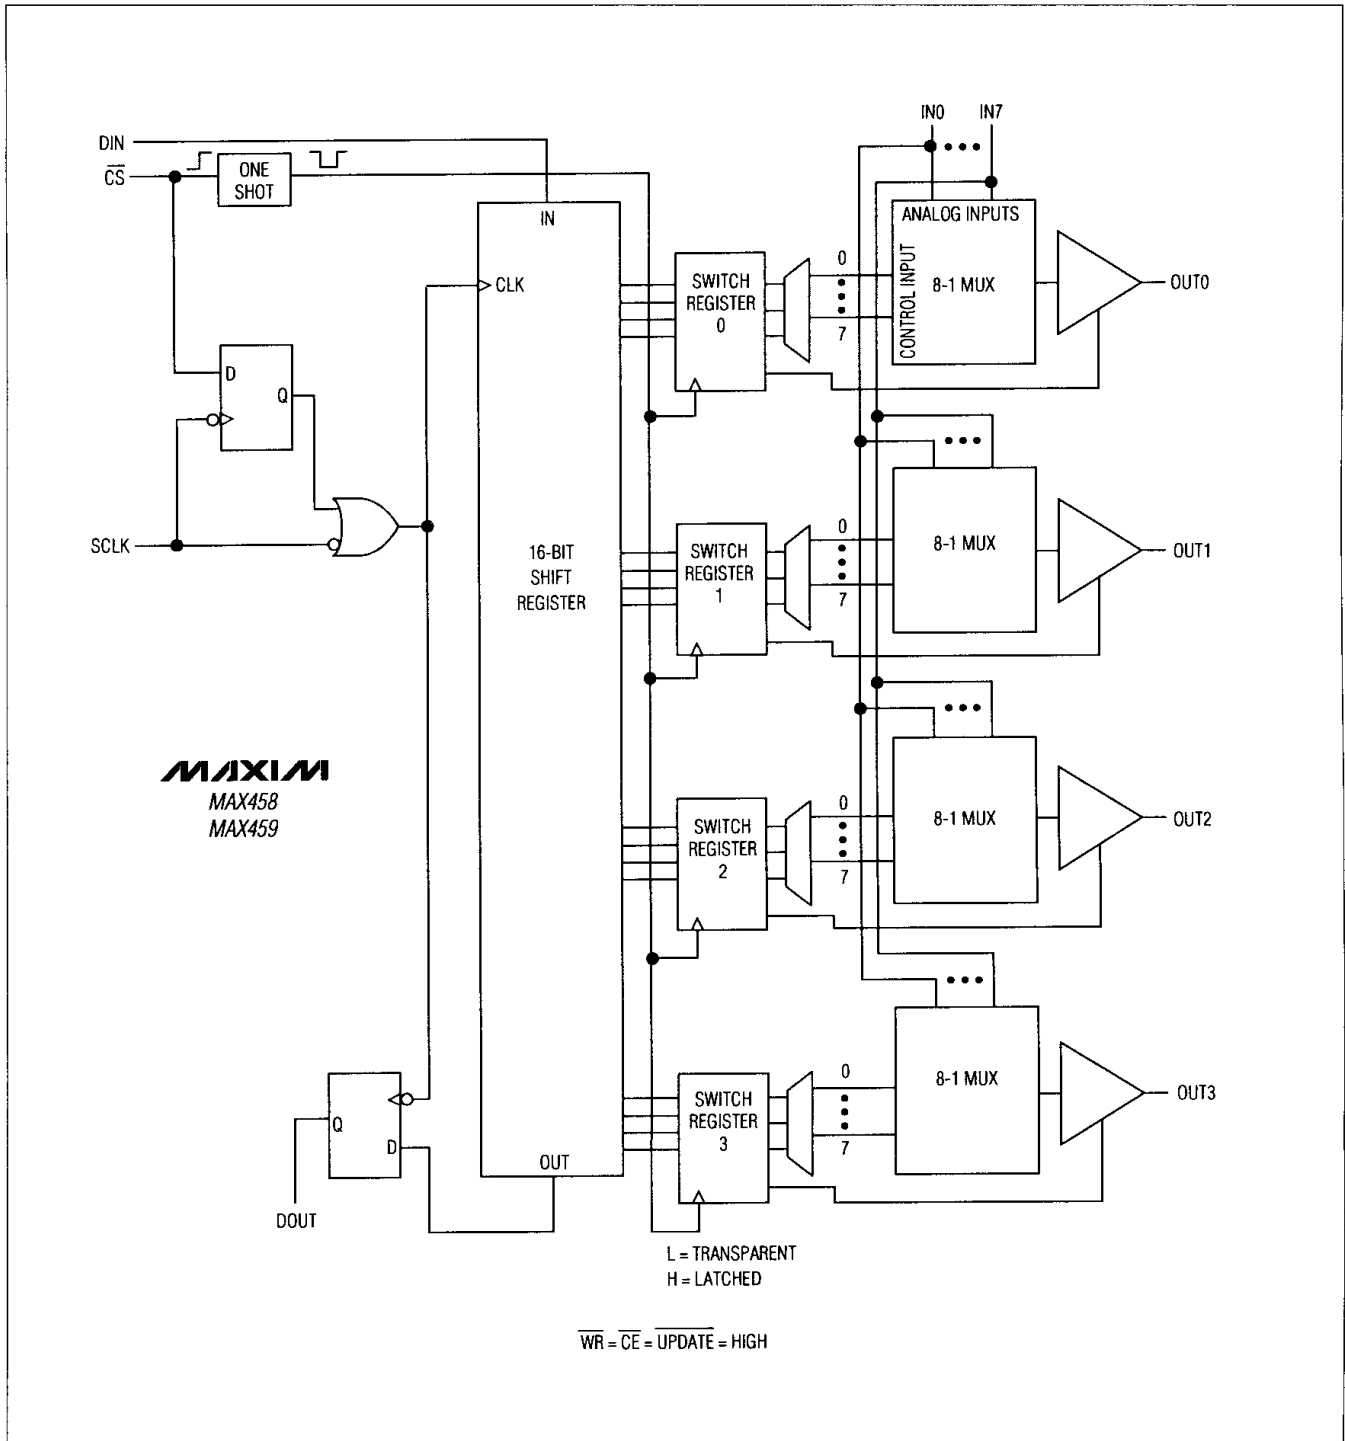 IN0 IN7
DIN
CS
ONE
SHOT
IN
ANALOG INPUTS
CONTROL INPUT
8-1 MUX
CLK
SWITCH
REGISTER
0
0
7
OUT0
D
Q
SCLK
16-BIT
SHIFT
REGISTER
SWITCH
REGISTER
1
0
7
8-1 MUX
OUT1
MAXIM
MAX458
MAX459
SWITCH
REGISTER
2
0
7
8-1 MUX
OUT2
Q
D
DOUT
OUT
SWITCH
REGISTER
3
0
7
8-1 MUX
OUT3
L = TRANSPARENT
H = LATCHED
WR = CE = UPDATE = HIGH